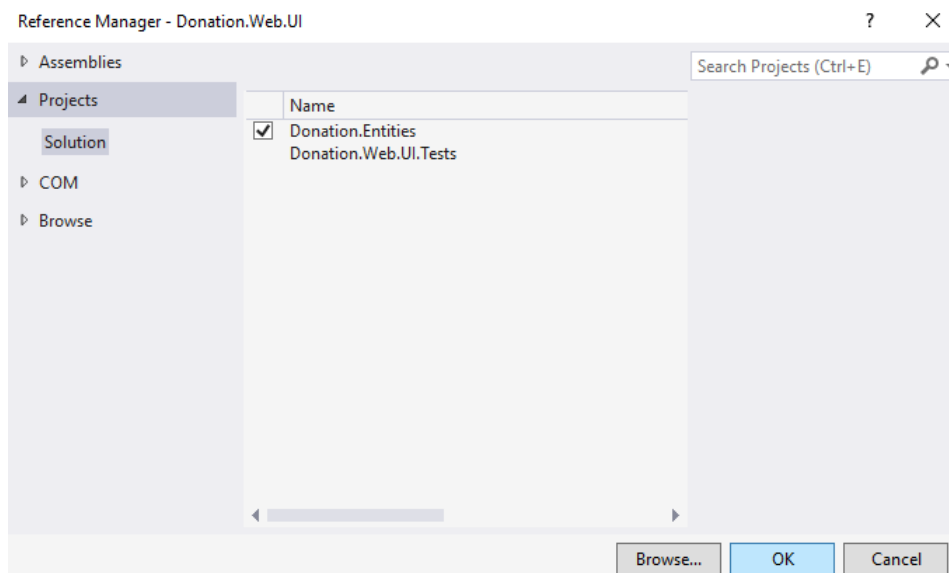 Reference Manager - Donation.Web.UI
?
Assemblies
Search Projects (Ctrl+E)
Projects
Name
Donation.Entities
Solution
Donation.Web.UI.Tests
COM
Browse
Browse...
OK
Cancel